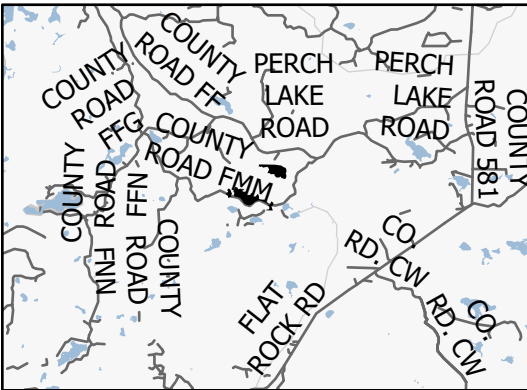 COUNTY
ROAD FF
PERCH
LAKE
ROAD
PERCH
LAKE
ROAD
COUNTY
ROAD
FFG
COUNTY
ROAD 581
COUNTY
ROAD FMM
COUNTY
ROAD FNN
COUNTY
ROAD FFN
CO.
RD. CW
CO.
RD. CW
FLAT
ROCK RD